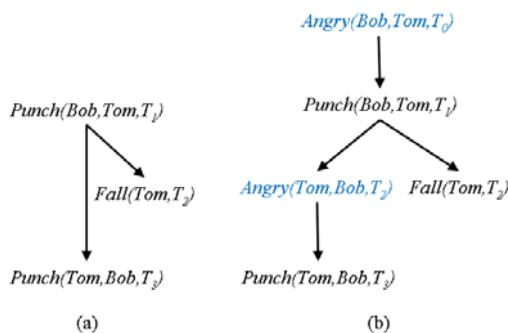 Angry(Bob,Tom,T0)
Punch(Bob,Tom,T1)
Punch(Bob,Tom,T1)
Fall(Tom,T2)
Angry(Tom,Bob,T2)
Fall(Tom,T2)
Punch(Tom,Bob,T3)
Punch(Tom,Bob,T3)
(a)
(b)